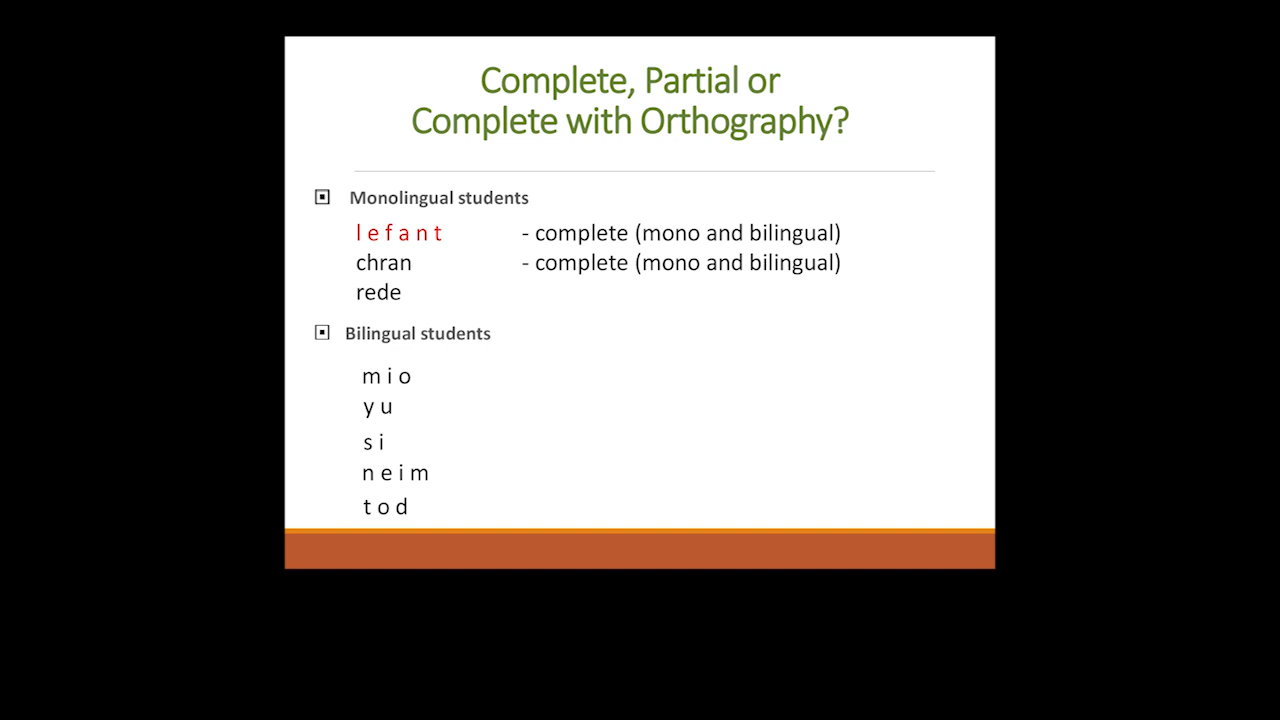 Complete, Partial or
Complete with Orthography?
Monolingual students
l e f a n t - complete (mono and bilingual)
chran - complete (mono and bilingual)
rede
Bilingual students
m i o
y u
s i
n e i m
t o d